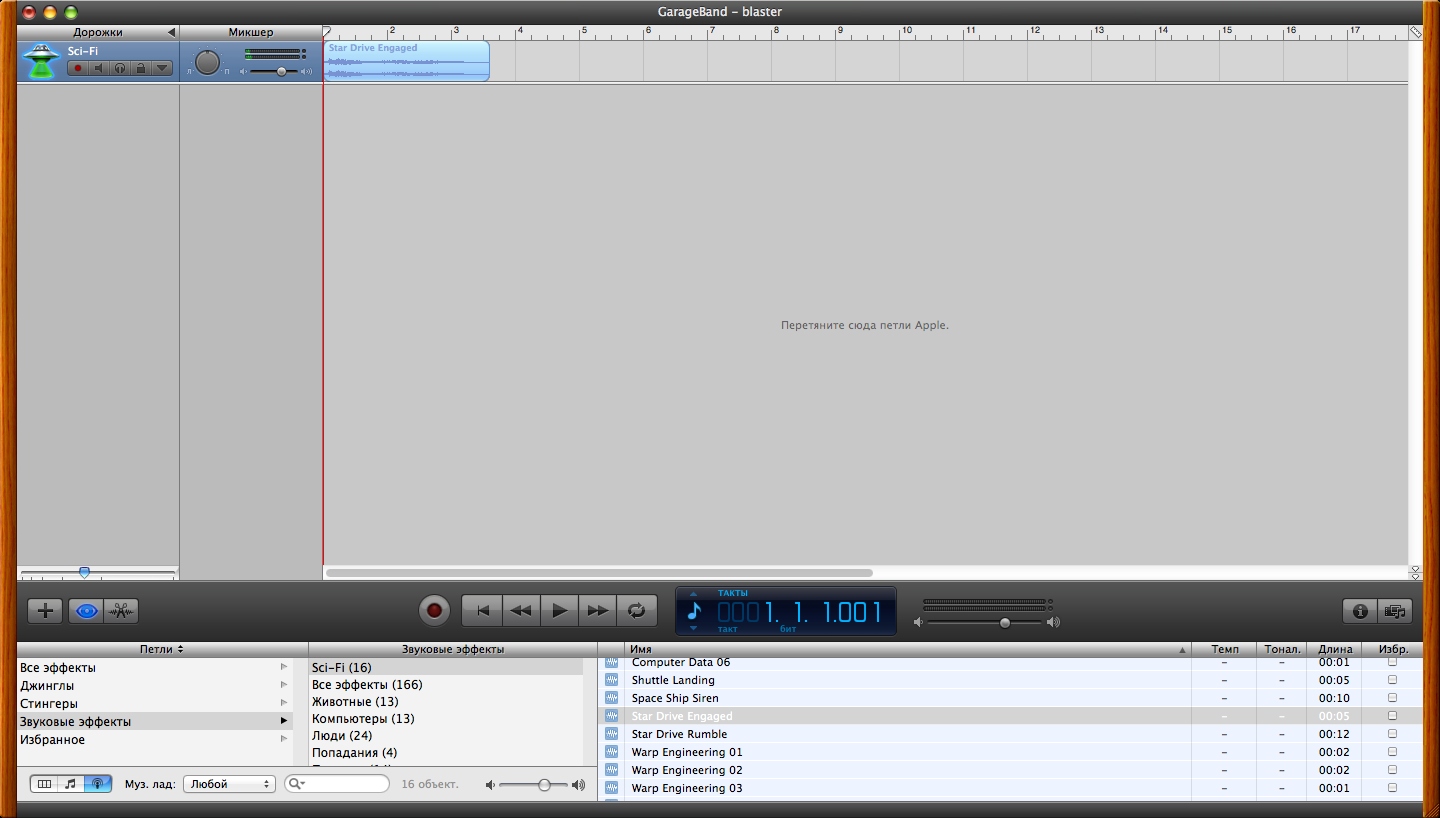 GarageBand – blaster
Дорожки
Микшер
2 3 4 5 6 7 8 9 10 11 12 13 14 15 16 17
Sci-Fi
Л П
Star Drive Engaged
Перетяните сюда петли Apple.
ТАКТЫ
0001. 1. 1.001
такт бит
Петли
Звуковые эффекты
Имя Темп Тонал. Длина Избр.
Все эффекты
Джинглы
Стингеры
Звуковые эффекты
Избранное
Sci-Fi (16)
Все эффекты (166)
Животные (13)
Компьютеры (13)
Люди (24)
Попадания (4)
Computer Data 06 – – 00:01
Shuttle Landing – – 00:05
Space Ship Siren – – 00:10
Star Drive Engaged – – 00:05
Star Drive Rumble – – 00:12
Warp Engineering 01 – – 00:02
Warp Engineering 02 – – 00:02
Warp Engineering 03 – – 00:01
Муз. лад: Любой
16 объект.